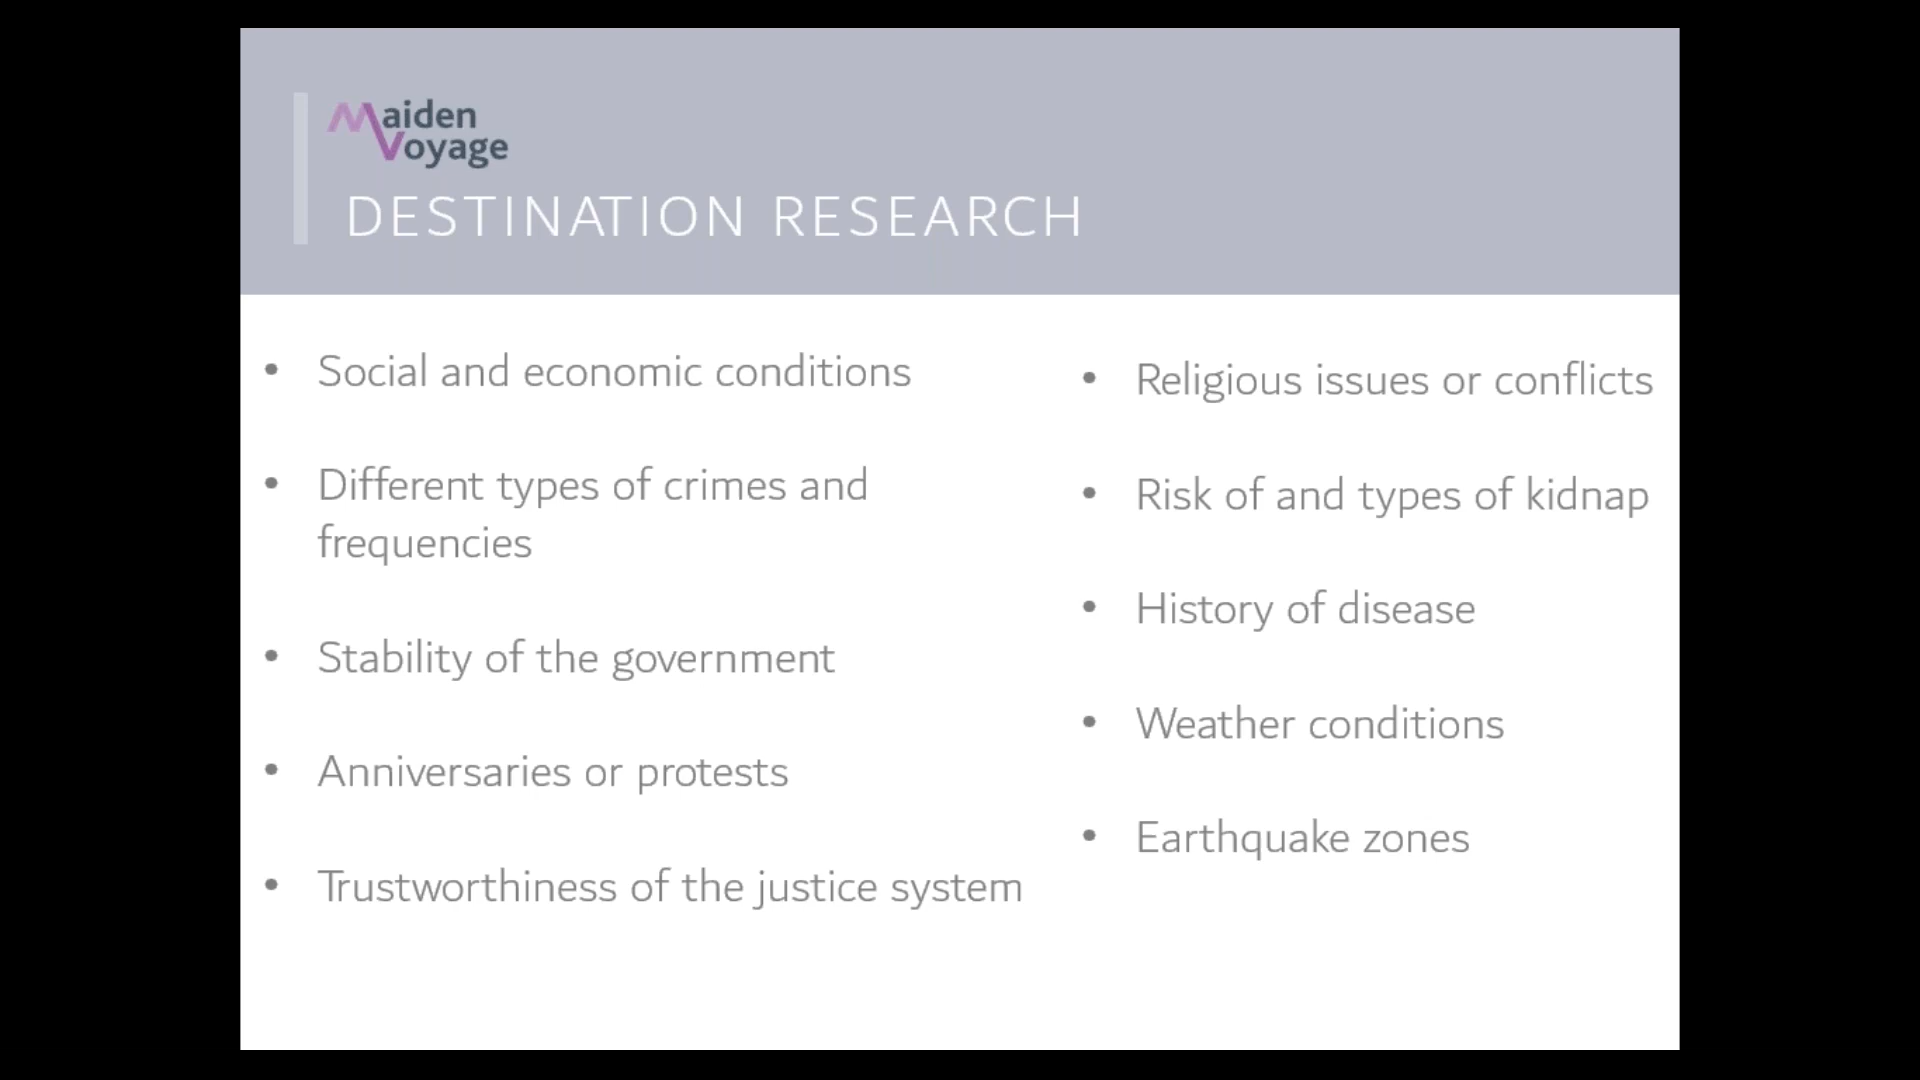 Maiden
Voyage
DESTINATION RESEARCH
• Social and economic conditions
• Different types of crimes and
frequencies
• Stability of the government
• Anniversaries or protests
• Trustworthiness of the justice system
• Religious issues or conflicts
• Risk of and types of kidnap
• History of disease
• Weather conditions
• Earthquake zones